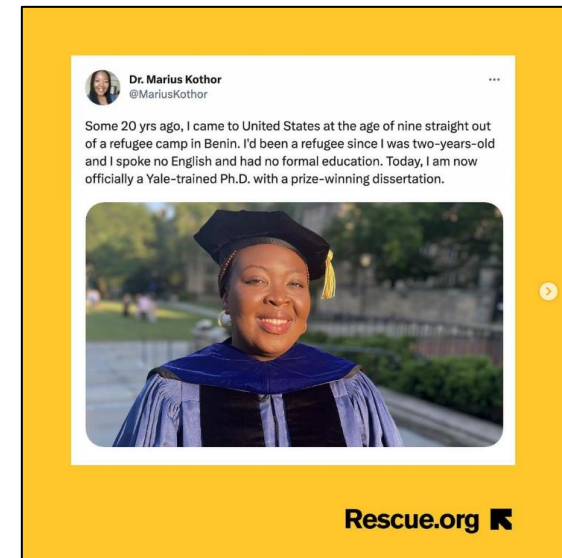 Dr. Marius Kothor
@MariusKothor
Some 20 yrs ago, I came to United States at the age of nine straight out
of a refugee camp in Benin. I'd been a refugee since I was two-years-old
and I spoke no English and had no formal education. Today, I am now
officially a Yale-trained Ph.D. with a prize-winning dissertation.
Rescue.org